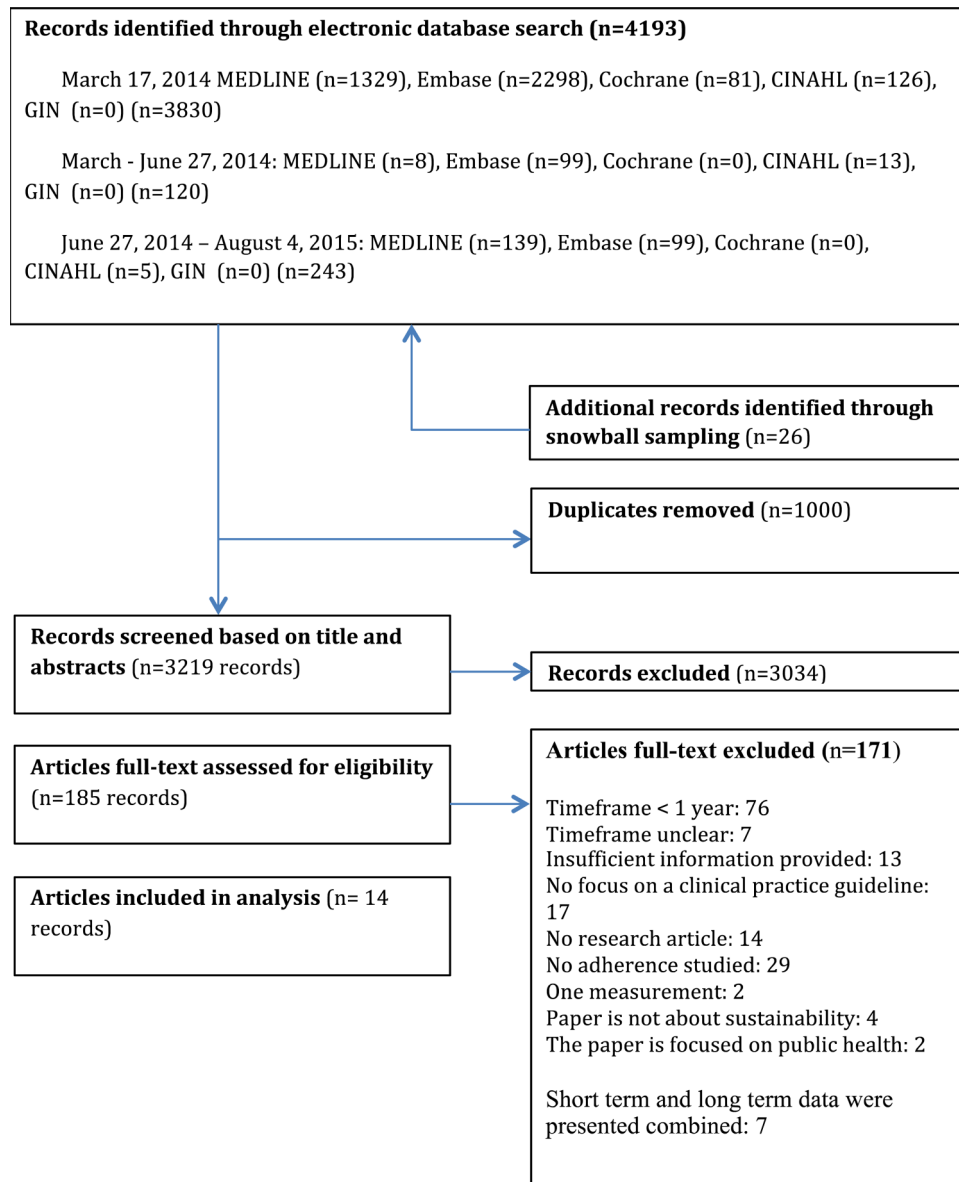 Records identified through electronic database search (n=4193)
March 17, 2014 MEDLINE (n=1329), Embase (n=2298), Cochrane (n=81), CINAHL (n=126),
GIN (n=0) (n=3830)
March - June 27, 2014: MEDLINE (n=8), Embase (n=99), Cochrane (n=0), CINAHL (n=13),
GIN (n=0) (n=120)
June 27, 2014 – August 4, 2015: MEDLINE (n=139), Embase (n=99), Cochrane (n=0),
CINAHL (n=5), GIN (n=0) (n=243)
Additional records identified through
snowball sampling (n=26)
Duplicates removed (n=1000)
Records screened based on title and
abstracts (n=3219 records)
Records excluded (n=3034)
Articles full-text assessed for eligibility
(n=185 records)
Articles full-text excluded (n=171)
Timeframe < 1 year: 76
Timeframe unclear: 7
Insufficient information provided: 13
No focus on a clinical practice guideline:
17
No research article: 14
No adherence studied: 29
One measurement: 2
Paper is not about sustainability: 4
The paper is focused on public health: 2
Short term and long term data were
presented combined: 7
Articles included in analysis (n= 14
records)